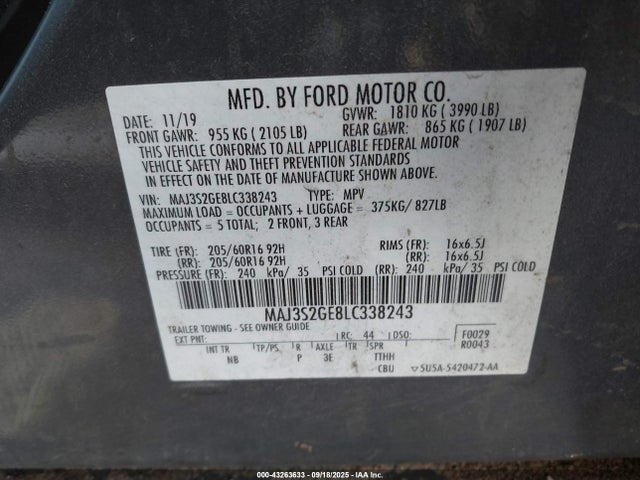 MFD. BY FORD MOTOR CO.
DATE: 11/19 GVWR: 1810 KG ( 3990 LB)
FRONT GAWR: 955 KG ( 2105 LB) REAR GAWR: 865 KG ( 1907 LB)
THIS VEHICLE CONFORMS TO ALL APPLICABLE FEDERAL MOTOR
VEHICLE SAFETY AND THEFT PREVENTION STANDARDS
IN EFFECT ON THE DATE OF MANUFACTURE SHOWN ABOVE.
VIN: MAJ3S2GE8LC338243 TYPE: MPV
MAXIMUM LOAD = OCCUPANTS + LUGGAGE = 375KG/ 827LB
OCCUPANTS = 5 TOTAL; 2 FRONT, 3 REAR
TIRE (FR): 205/60R16 92H RIMS (FR): 16x6.5J
(RR): 205/60R16 92H (RR): 16x6.5J
PRESSURE (FR): 240 kPa/ 35 PSI COLD (RR): 240 kPa/ 35 PSI COLD
MAJ3S2GE8LC338243
TRAILER TOWING - SEE OWNER GUIDE
EXT PNT: RC: 44 DSO: F0029
R0043
INT TR TP/PS R AXLE TR SPR
NB P 3E TTHH
CBU ▽5U5A-5420472-AA
000-43263633 - 09/18/2025 - IAA Inc.